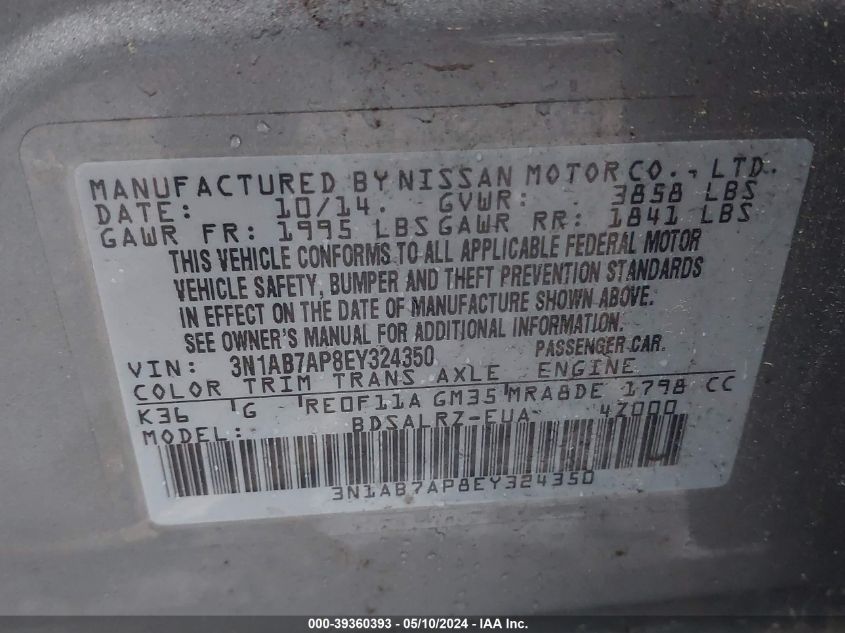 MANUFACTURED BY NISSAN MOTOR CO., LTD.
DATE: 10/14. GVWR: 3858 LBS
GAWR FR: 1995 LBS GAWR RR: 1841 LBS
THIS VEHICLE CONFORMS TO ALL APPLICABLE FEDERAL MOTOR
VEHICLE SAFETY, BUMPER AND THEFT PREVENTION STANDARDS
IN EFFECT ON THE DATE OF MANUFACTURE SHOWN ABOVE.
SEE OWNER'S MANUAL FOR ADDITIONAL INFORMATION.
VIN: 3N1AB7AP8EY324350 PASSENGER CAR.
COLOR TRIM TRANS AXLE ENGINE
K36 G RE0F11A GM35 MRA8DE 1798 CC
MODEL: BDSALRZ-EUA- 4Z000
3N1AB7AP8EY324350
000-39360393 - 05/10/2024 - IAA Inc.